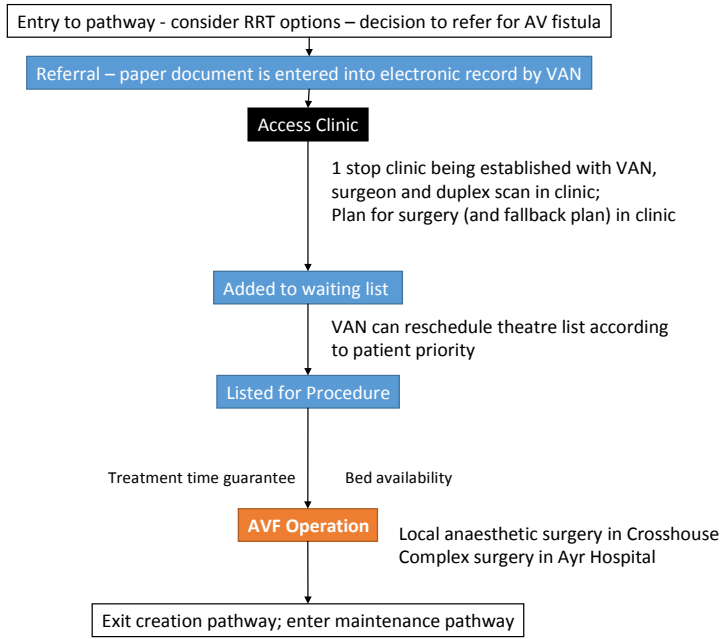 Entry to pathway - consider RRT options – decision to refer for AV fistula
Referral – paper document is entered into electronic record by VAN
Access Clinic
1 stop clinic being established with VAN,
surgeon and duplex scan in clinic;
Plan for surgery (and fallback plan) in clinic
Added to waiting list
VAN can reschedule theatre list according
to patient priority
Listed for Procedure
Treatment time guarantee
Bed availability
AVF Operation
Local anaesthetic surgery in Crosshouse
Complex surgery in Ayr Hospital
Exit creation pathway; enter maintenance pathway